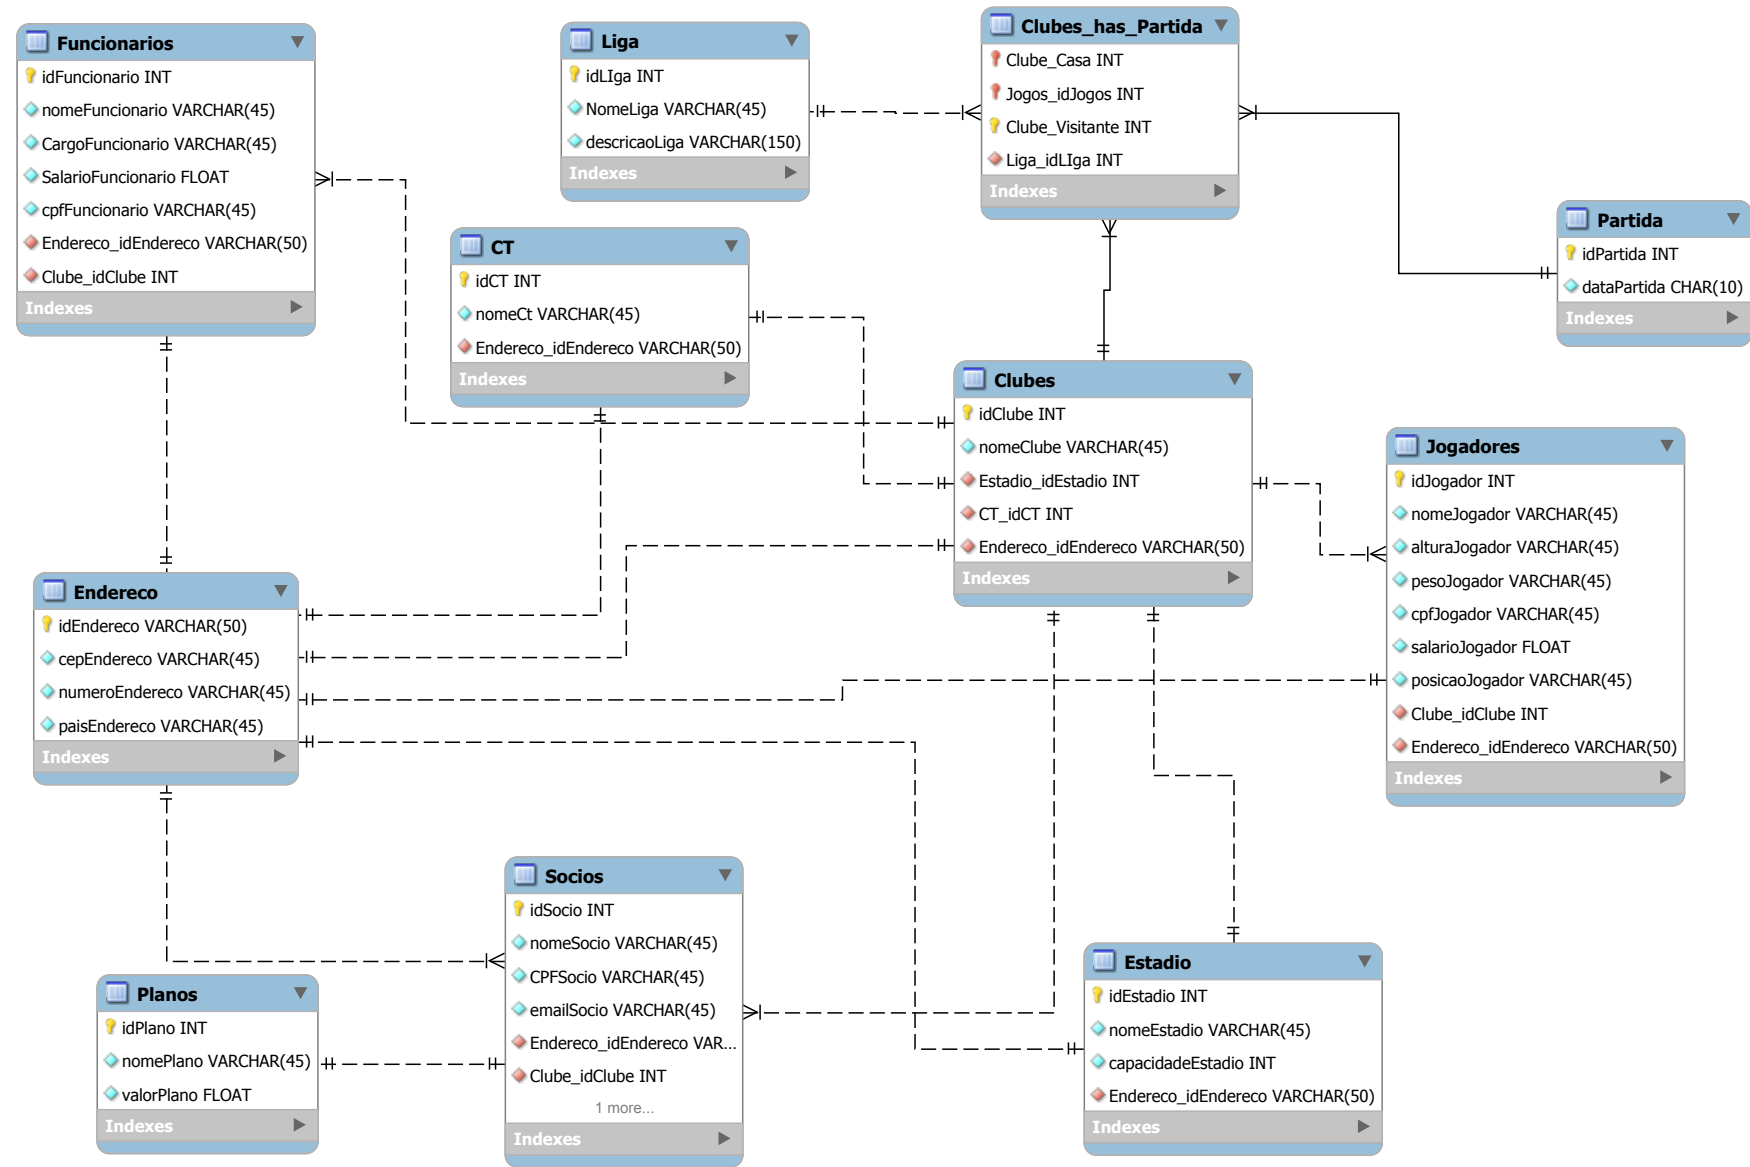 Funcionarios
idFuncionario INT
nomeFuncionario VARCHAR(45)
CargoFuncionario VARCHAR(45)
SalarioFuncionario FLOAT
cpfFuncionario VARCHAR(45)
Endereco_idEndereco VARCHAR(50)
Clube_idClube INT
Indexes
Liga
idLIga INT
NomeLiga VARCHAR(45)
descricaoLiga VARCHAR(150)
Indexes
Clubes_has_Partida
Clube_Casa INT
Jogos_idJogos INT
Clube_Visitante INT
Liga_idLIga INT
Indexes
Partida
idPartida INT
dataPartida CHAR(10)
Indexes
CT
idCT INT
nomeCt VARCHAR(45)
Endereco_idEndereco VARCHAR(50)
Indexes
Clubes
idClube INT
nomeClube VARCHAR(45)
Estadio_idEstadio INT
CT_idCT INT
Endereco_idEndereco VARCHAR(50)
Indexes
Jogadores
idJogador INT
nomeJogador VARCHAR(45)
alturaJogador VARCHAR(45)
pesoJogador VARCHAR(45)
cpfJogador VARCHAR(45)
salarioJogador FLOAT
posicaoJogador VARCHAR(45)
Clube_idClube INT
Endereco_idEndereco VARCHAR(50)
Indexes
Endereco
idEndereco VARCHAR(50)
cepEndereco VARCHAR(45)
numeroEndereco VARCHAR(45)
paisEndereco VARCHAR(45)
Indexes
Socios
idSocio INT
nomeSocio VARCHAR(45)
CPFSocio VARCHAR(45)
emailSocio VARCHAR(45)
Endereco_idEndereco VAR...
Clube_idClube INT
1 more...
Indexes
Planos
idPlano INT
nomePlano VARCHAR(45)
valorPlano FLOAT
Indexes
Estadio
idEstadio INT
nomeEstadio VARCHAR(45)
capacidadeEstadio INT
Endereco_idEndereco VARCHAR(50)
Indexes